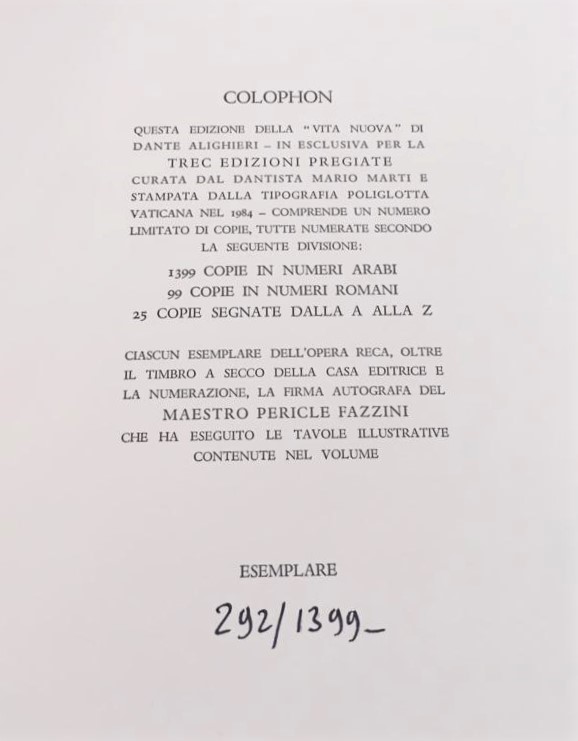 COLOPHON
QUESTA EDIZIONE DELLA "VITA NUOVA" DI
DANTE ALIGHIERI – IN ESCLUSIVA PER LA
TREC EDIZIONI PREGIATE
CURATA DAL DANTISTA MARIO MARTI E
STAMPATA DALLA TIPOGRAFIA POLIGLOTTA
VATICANA NEL 1984 – COMPRENDE UN NUMERO
LIMITATO DI COPIE, TUTTE NUMERATE SECONDO
LA SEGUENTE DIVISIONE:
1399 COPIE IN NUMERI ARABI
99 COPIE IN NUMERI ROMANI
25 COPIE SEGNATE DALLA A ALLA Z
CIASCUN ESEMPLARE DELL'OPERA RECA, OLTRE
IL TIMBRO A SECCO DELLA CASA EDITRICE E
LA NUMERAZIONE, LA FIRMA AUTOGRAFA DEL
MAESTRO PERICLE FAZZINI
CHE HA ESEGUITO LE TAVOLE ILLUSTRATIVE
CONTENUTE NEL VOLUME
ESEMPLARE
292/1399–